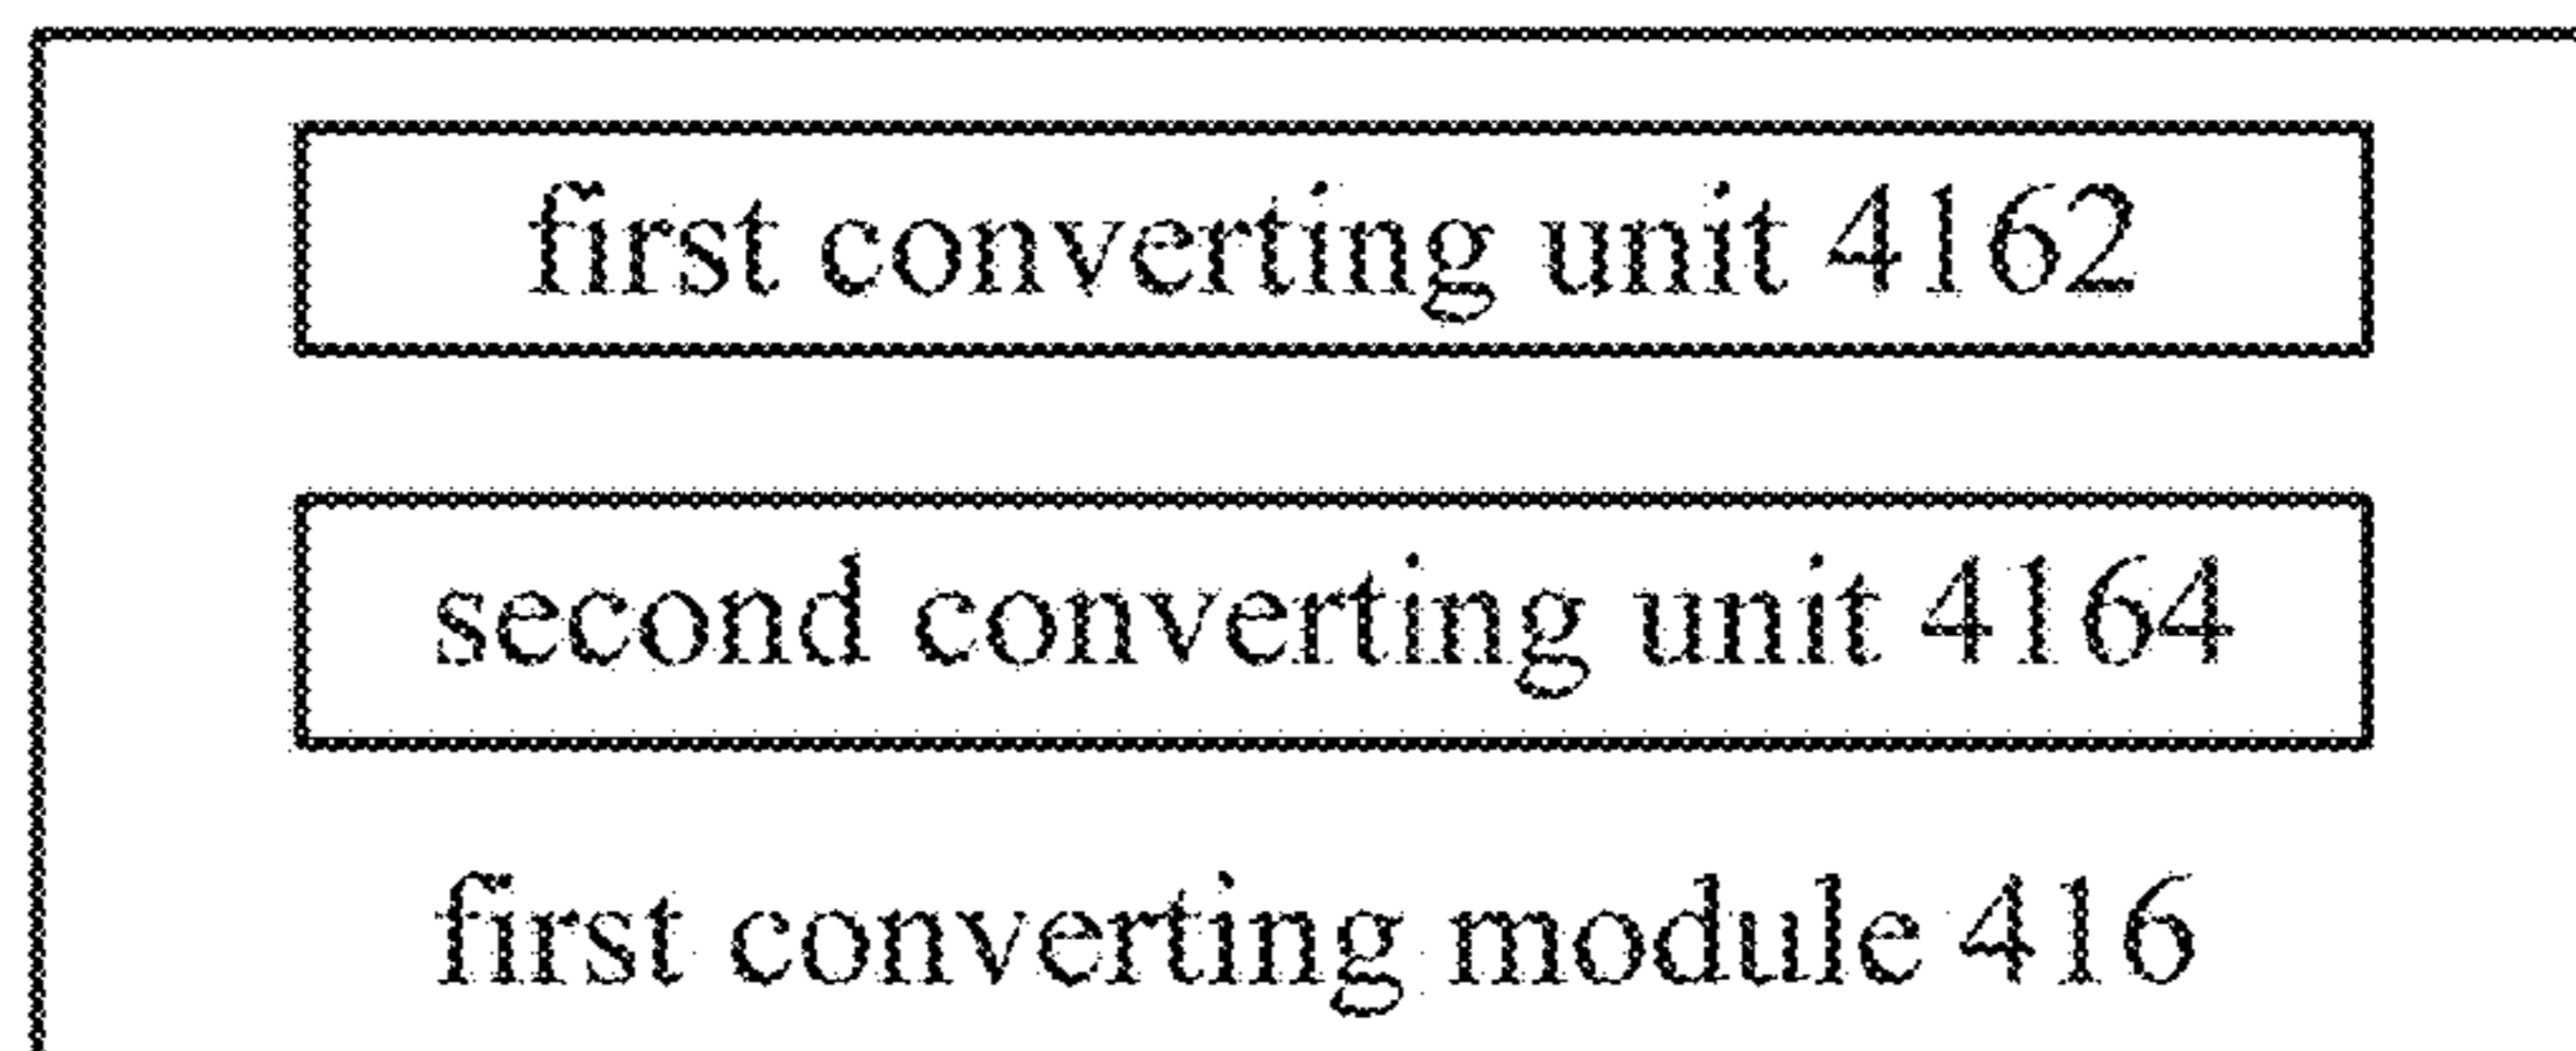 first converting unit 4162
second converting unit 4164
first converting module 416